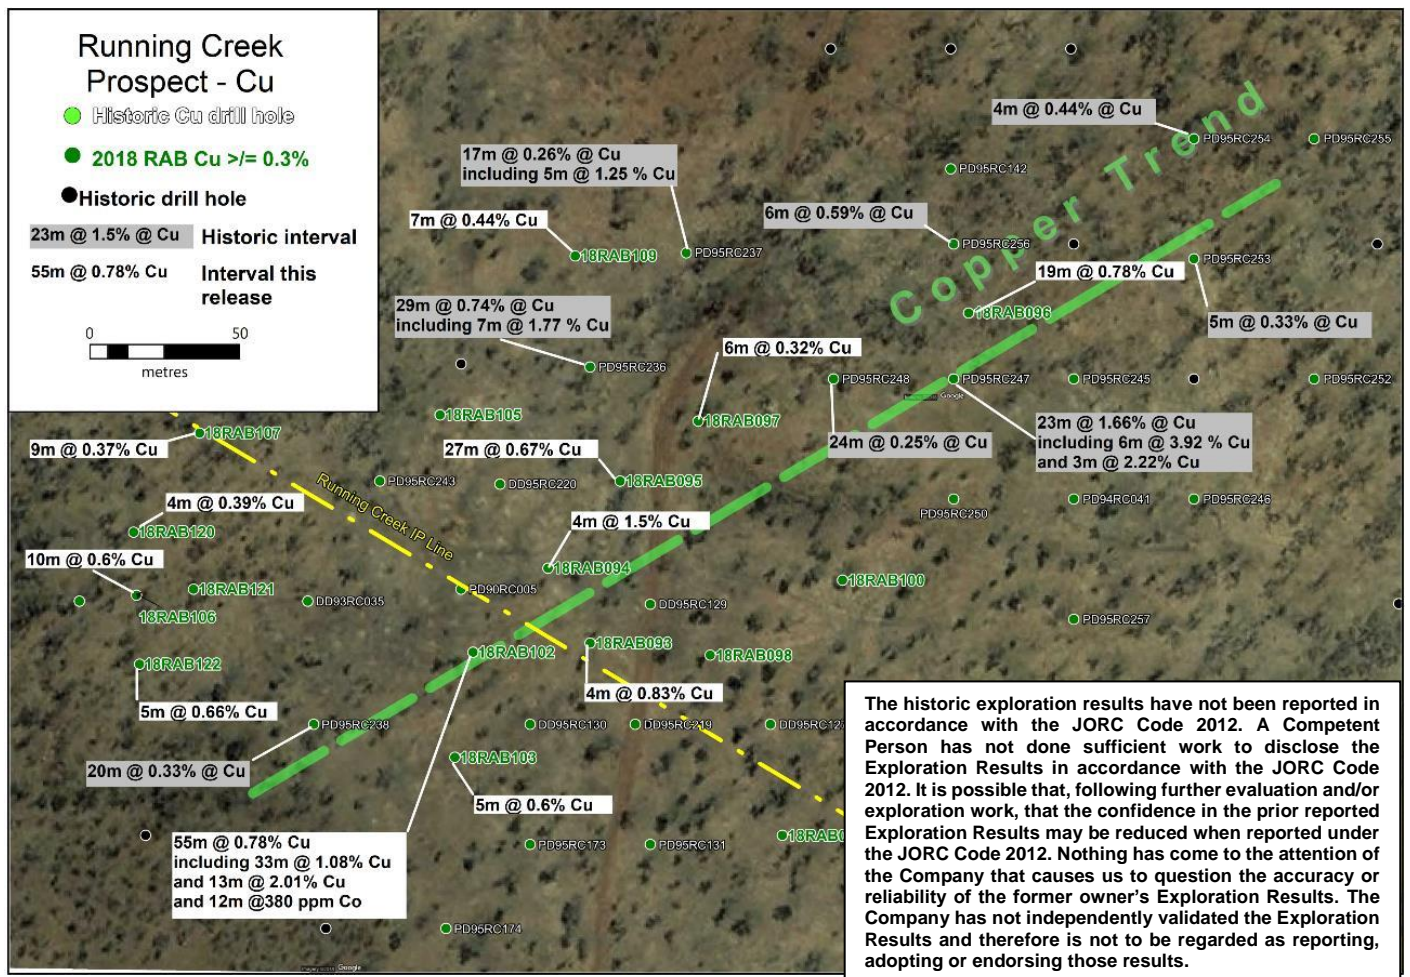 Running Creek
Prospect - Cu
Historic Cu drill hole
2018 RAB Cu >/= 0.3%
Historic drill hole
23m @ 1.5% @ Cu Historic interval
55m @ 0.78% Cu Interval this
release
0 50
metres
Copper Trend
4m @ 0.44% @ Cu
PD95RC254
PD95RC255
17m @ 0.26% @ Cu
including 5m @ 1.25 % Cu
PD95RC142
7m @ 0.44% Cu
6m @ 0.59% @ Cu
18RAB109
PD95RC237
PD95RC256
PD95RC253
19m @ 0.78% Cu
29m @ 0.74% @ Cu
including 7m @ 1.77 % Cu
18RAB096
5m @ 0.33% @ Cu
6m @ 0.32% Cu
PD95RC236
PD95RC248
PD95RC247
PD95RC245
PD95RC252
Google
18RAB105
18RAB097
23m @ 1.66% @ Cu
including 6m @ 3.92 % Cu
and 3m @ 2.22% Cu
18RAB107
9m @ 0.37% Cu
27m @ 0.67% Cu
24m @ 0.25% @ Cu
PD95RC243
DD95RC220
18RAB095
Running Creek IP Line
4m @ 0.39% Cu
PD95RC250
PD94RC041
PD95RC246
18RAB120
4m @ 1.5% Cu
10m @ 0.6% Cu
18RAB094
18RAB100
18RAB121
PD90RC005
18RAB106
DD93RC035
DD95RC129
PD95RC257
18RAB102
18RAB093
18RAB098
18RAB122
4m @ 0.83% Cu
5m @ 0.66% Cu
PD95RC238
DD95RC130
DD95RC219
DD95RC127
20m @ 0.33% @ Cu
18RAB103
5m @ 0.6% Cu
55m @ 0.78% Cu
including 33m @ 1.08% Cu
and 13m @ 2.01% Cu
and 12m @380 ppm Co
PD95RC173
PD95RC131
18RAB0
PD95RC174
Google
The historic exploration results have not been reported in
accordance with the JORC Code 2012. A Competent
Person has not done sufficient work to disclose the
Exploration Results in accordance with the JORC Code
2012. It is possible that, following further evaluation and/or
exploration work, that the confidence in the prior reported
Exploration Results may be reduced when reported under
the JORC Code 2012. Nothing has come to the attention of
the Company that causes us to question the accuracy or
reliability of the former owner's Exploration Results. The
Company has not independently validated the Exploration
Results and therefore is not to be regarded as reporting,
adopting or endorsing those results.